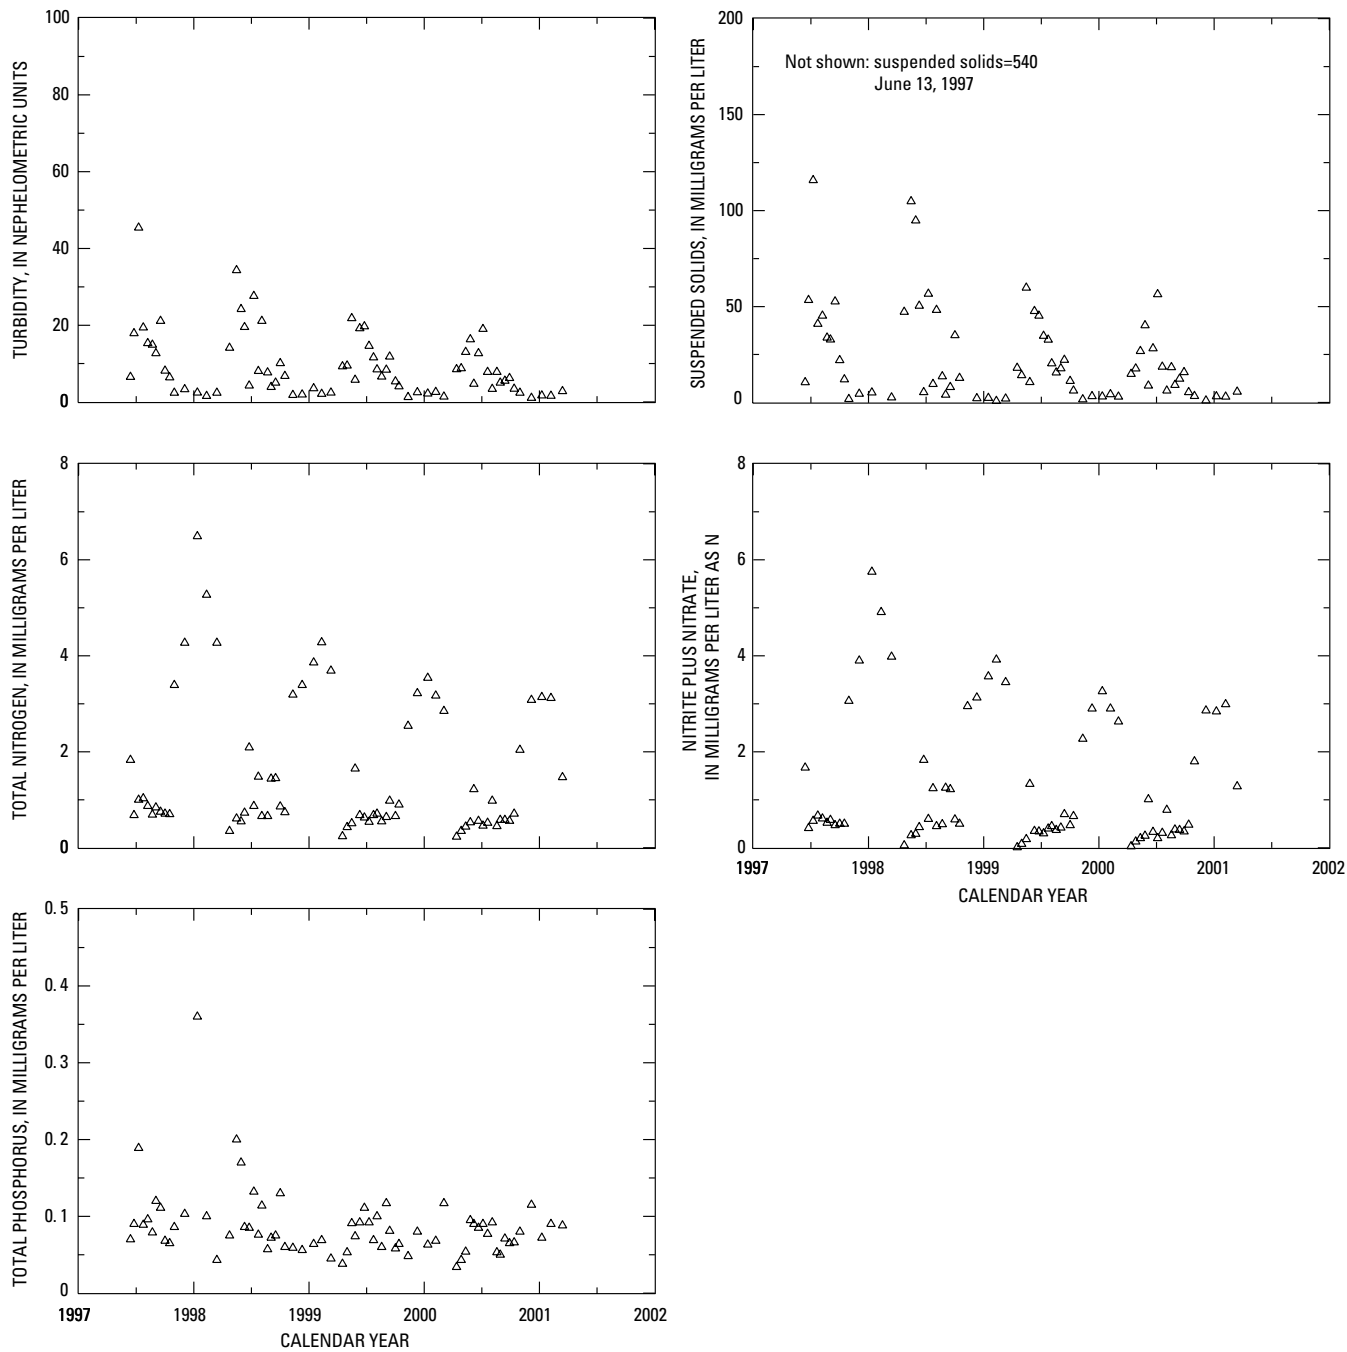 TURBIDITY, IN NEPHELOMETRIC UNITS
100
80
60
40
20
0
SUSPENDED SOLIDS, IN MILLIGRAMS PER LITER
200
150
100
50
0
Not shown: suspended solids=540
June 13, 1997
TOTAL NITROGEN, IN MILLIGRAMS PER LITER
8
6
4
2
0
NITRITE PLUS NITRATE,
IN MILLIGRAMS PER LITER AS N
8
6
4
2
0
1997 1998 1999 2000 2001 2002
CALENDAR YEAR
TOTAL PHOSPHORUS, IN MILLIGRAMS PER LITER
0.5
0.4
0.3
0.2
0.1
0
1997 1998 1999 2000 2001 2002
CALENDAR YEAR